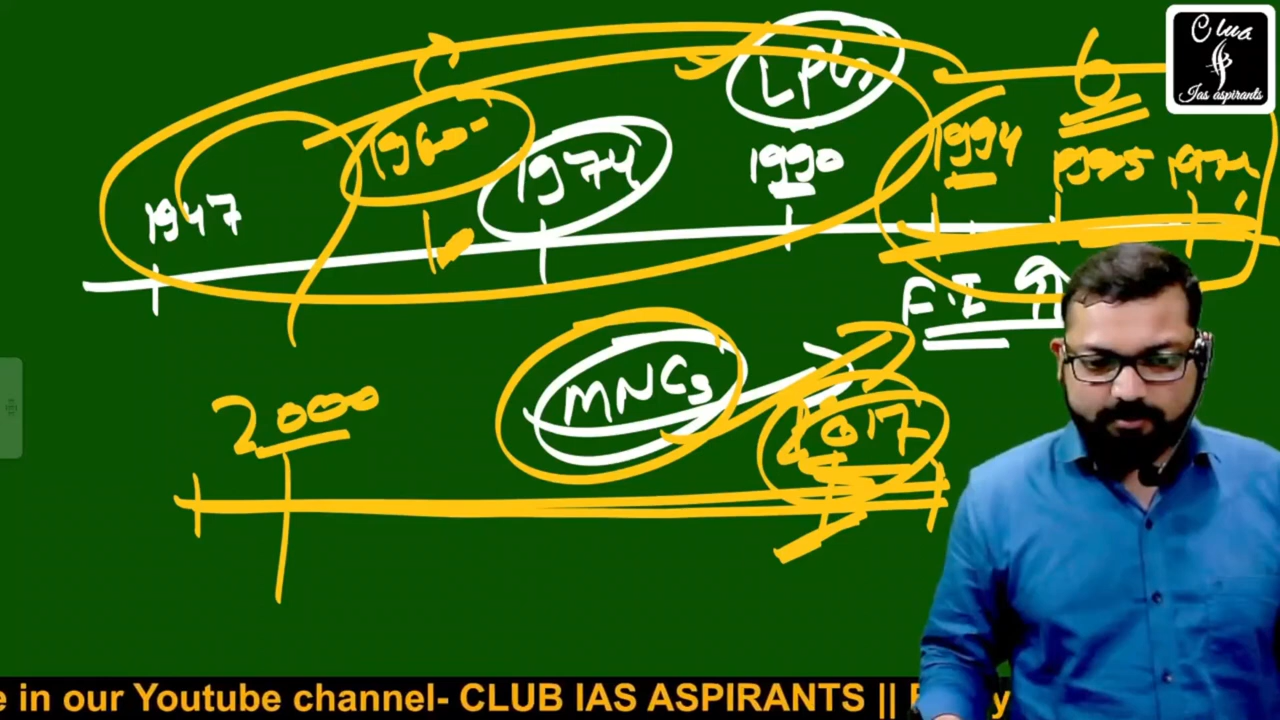 LPG
1947
1960
1974
1990
1994
1995
F.I
MNCs
2000
2017
Club
Ias aspirants
e in our Youtube channel- CLUB IAS ASPIRANTS ||